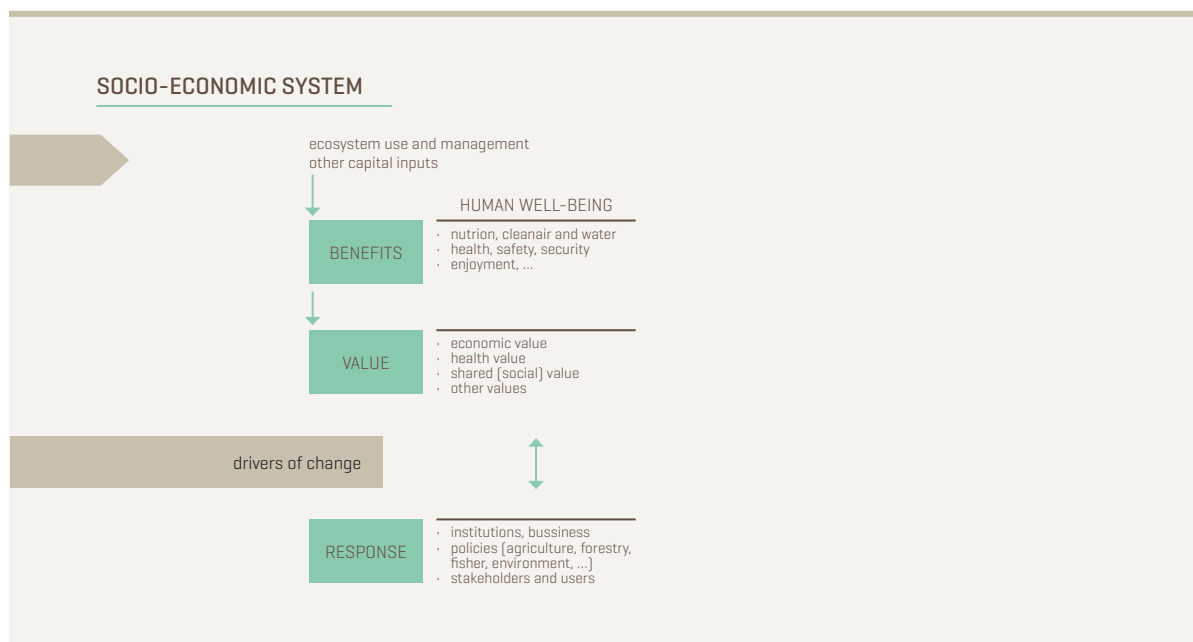 SOCIO-ECONOMIC SYSTEM
ecosystem use and management
other capital inputs
HUMAN WELL-BEING
BENEFITS
· nutrion, cleanair and water
· health, safety, security
· enjoyment, ...
VALUE
· economic value
· health value
· shared (social) value
· other values
drivers of change
RESPONSE
· institutions, bussiness
· policies (agriculture, forestry,
fisher, environment, ...)
· stakeholders and users